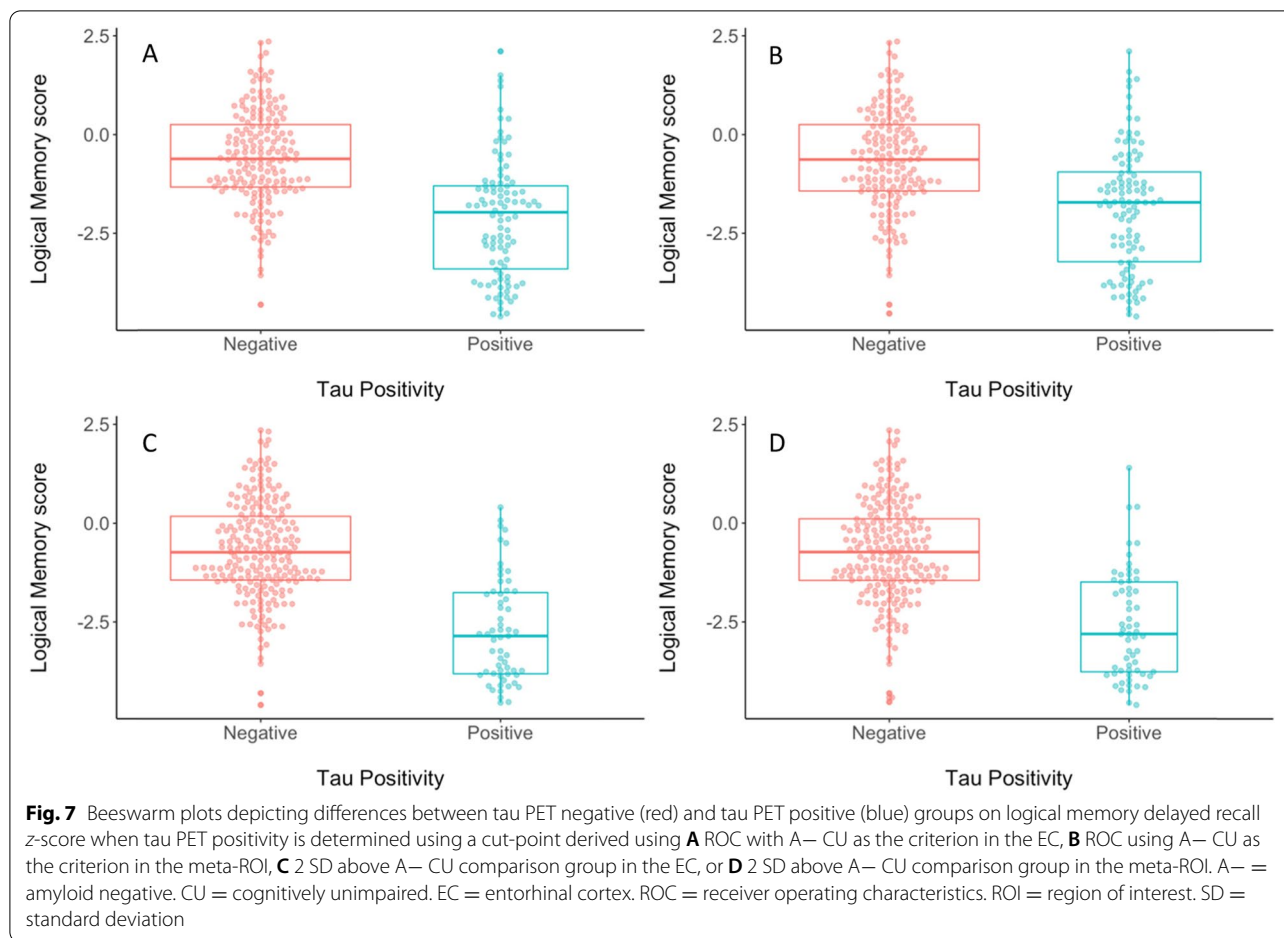 A
2.5
0.0
-2.5
Logical Memory score
Negative
Positive
Tau Positivity
B
2.5
0.0
-2.5
Logical Memory score
Negative
Positive
Tau Positivity
C
2.5
0.0
-2.5
Logical Memory score
Negative
Positive
Tau Positivity
D
2.5
0.0
-2.5
Logical Memory score
Negative
Positive
Tau Positivity
Fig. 7 Beeswarm plots depicting differences between tau PET negative (red) and tau PET positive (blue) groups on logical memory delayed recall
z-score when tau PET positivity is determined using a cut-point derived using A ROC with A− CU as the criterion in the EC, B ROC using A− CU as
the criterion in the meta-ROI, C 2 SD above A− CU comparison group in the EC, or D 2 SD above A− CU comparison group in the meta-ROI. A− =
amyloid negative. CU = cognitively unimpaired. EC = entorhinal cortex. ROC = receiver operating characteristics. ROI = region of interest. SD =
standard deviation